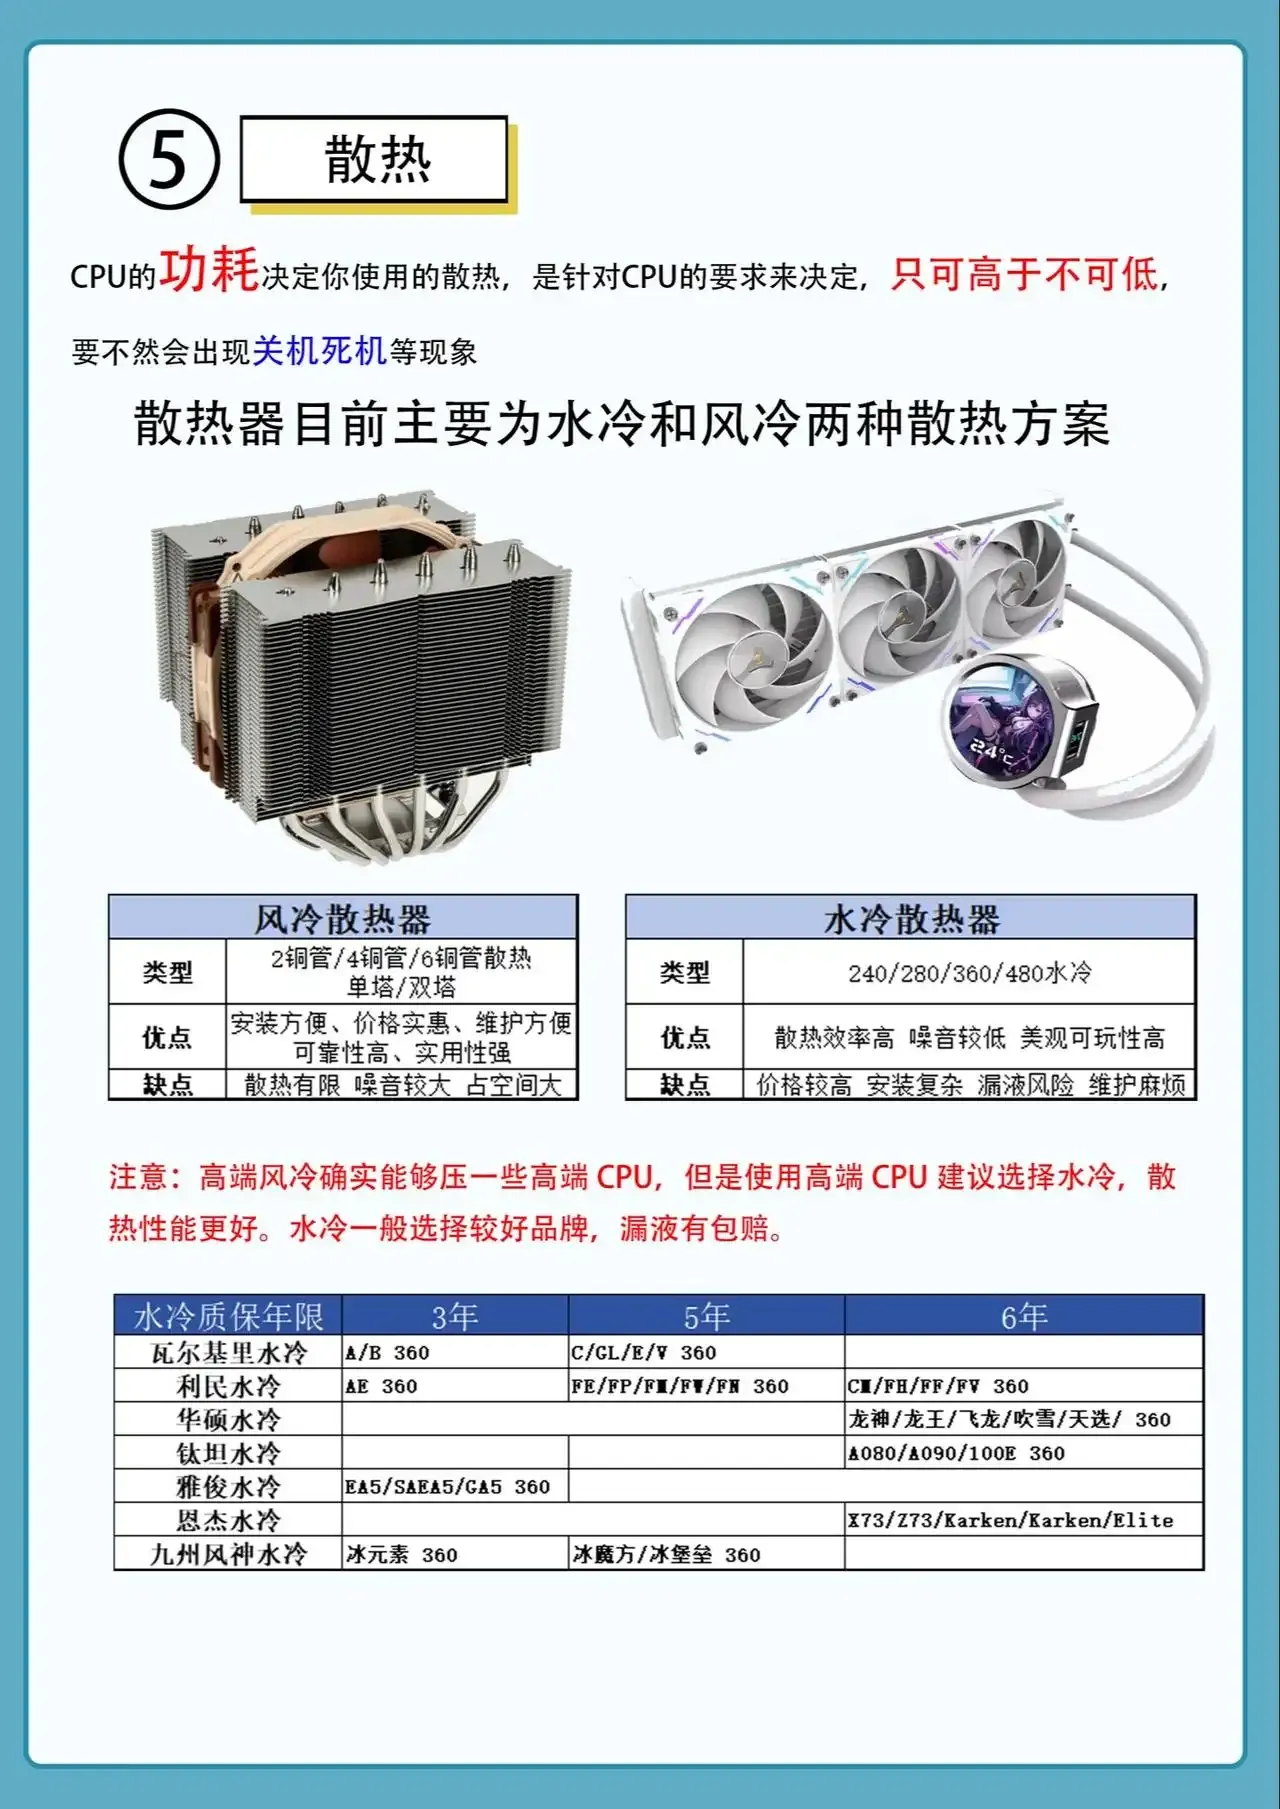 5
散热
CPU的功耗决定你使用的散热，是针对CPU的要求来决定，只可高于不可低，
要不然会出现关机死机等现象
散热器目前主要为水冷和风冷两种散热方案
24°C
风冷散热器
类型 2铜管/4铜管/6铜管散热
单塔/双塔
优点 安装方便、价格实惠、维护方便
可靠性高、实用性强
缺点 散热有限 噪音较大 占空间大
水冷散热器
类型 240/280/360/480水冷
优点 散热效率高 噪音较低 美观可玩性高
缺点 价格较高 安装复杂 漏液风险 维护麻烦
注意：高端风冷确实能够压一些高端 CPU，但是使用高端 CPU 建议选择水冷，散
热性能更好。水冷一般选择较好品牌，漏液有包赔。
水冷质保年限 3年 5年 6年
瓦尔基里水冷 A/B 360 C/GL/E/V 360
利民水冷 AE 360 FE/FP/FM/FW/FN 360 CM/FH/FF/FV 360
华硕水冷 龙神/龙王/飞龙/吹雪/天选/ 360
钛坦水冷 A080/A090/100E 360
雅俊水冷 EA5/SAEA5/GA5 360
恩杰水冷 X73/Z73/Karken/Karken/Elite
九州风神水冷 冰元素 360 冰魔方/冰堡垒 360